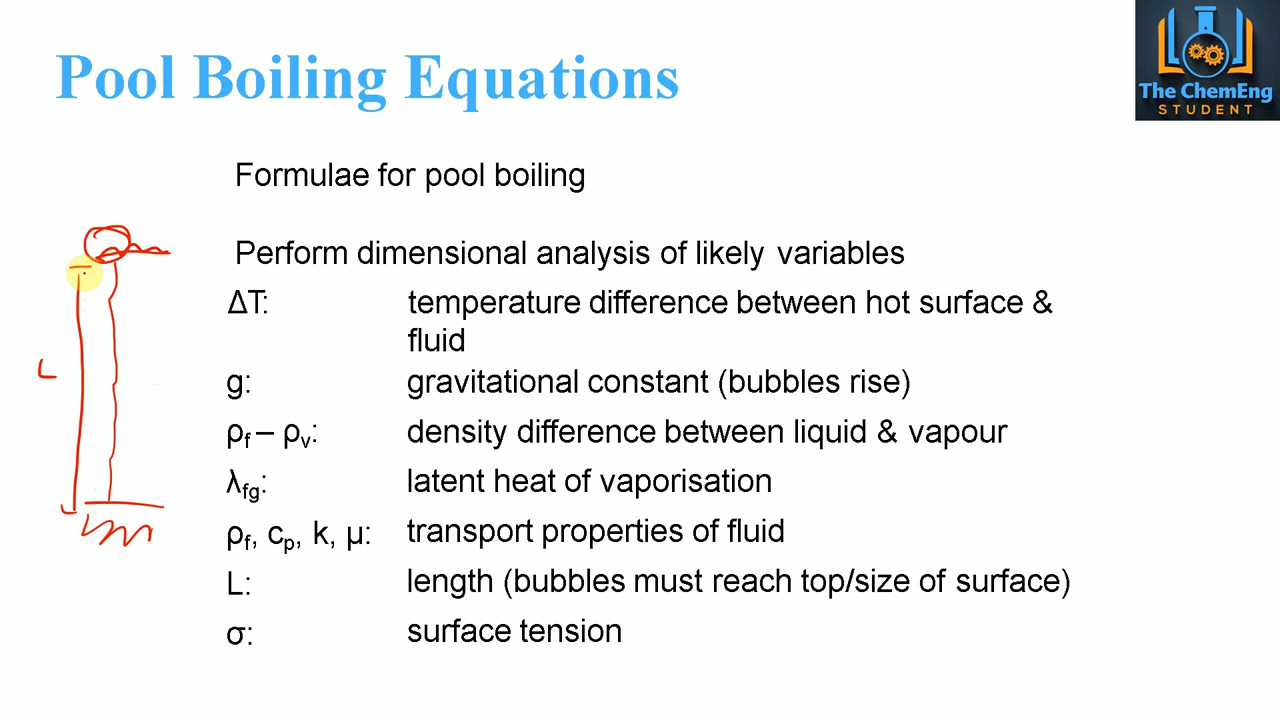 Pool Boiling Equations
The ChemEng
STUDENT
Formulae for pool boiling
Perform dimensional analysis of likely variables
ΔT: temperature difference between hot surface &
fluid
g: gravitational constant (bubbles rise)
ρf – ρv: density difference between liquid & vapour
λfg: latent heat of vaporisation
ρf, cp, k, μ: transport properties of fluid
L
L: length (bubbles must reach top/size of surface)
σ: surface tension